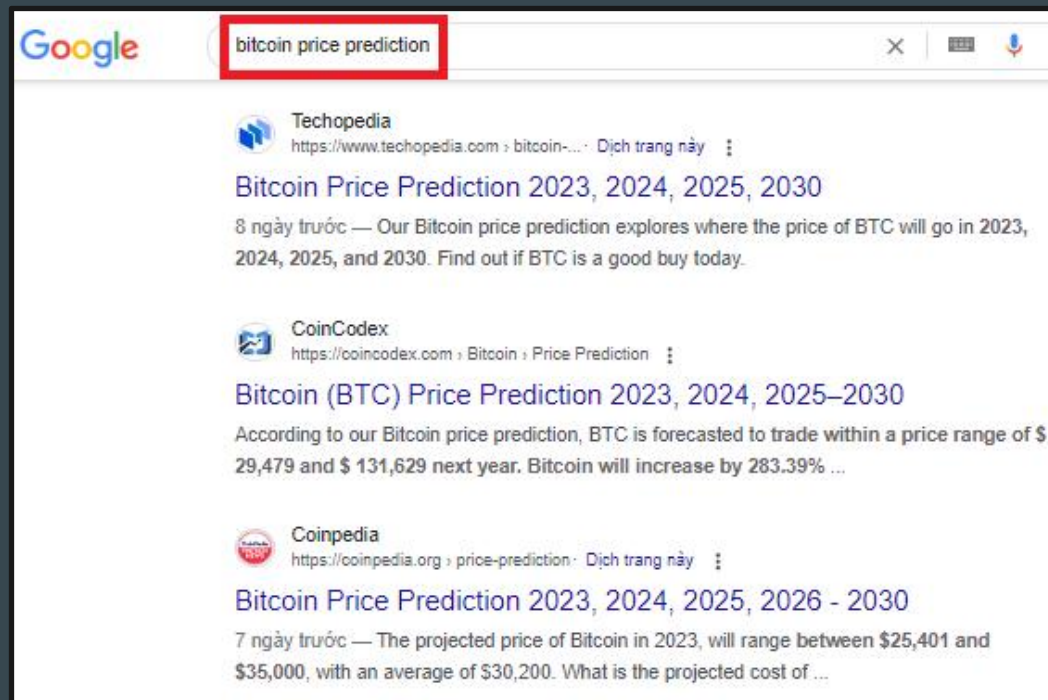 Google
bitcoin price prediction
Techopedia
https://www.techopedia.com › bitcoin-... · Dịch trang này
Bitcoin Price Prediction 2023, 2024, 2025, 2030
8 ngày trước — Our Bitcoin price prediction explores where the price of BTC will go in 2023,
2024, 2025, and 2030. Find out if BTC is a good buy today.
CoinCodex
https://coincodex.com › Bitcoin › Price Prediction
Bitcoin (BTC) Price Prediction 2023, 2024, 2025–2030
According to our Bitcoin price prediction, BTC is forecasted to trade within a price range of $
29,479 and $ 131,629 next year. Bitcoin will increase by 283.39% ...
Coinpedia
https://coinpedia.org › price-prediction · Dịch trang này
Bitcoin Price Prediction 2023, 2024, 2025, 2026 - 2030
7 ngày trước — The projected price of Bitcoin in 2023, will range between $25,401 and
$35,000, with an average of $30,200. What is the projected cost of ...